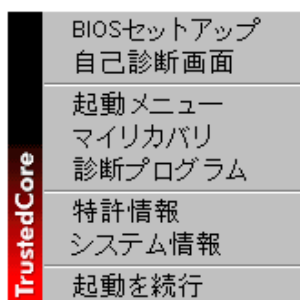 BIOSセットアップ
自己診断画面
起動メニュー
マイリカバリ
診断プログラム
特許情報
システム情報
起動を続行
TrustedCore